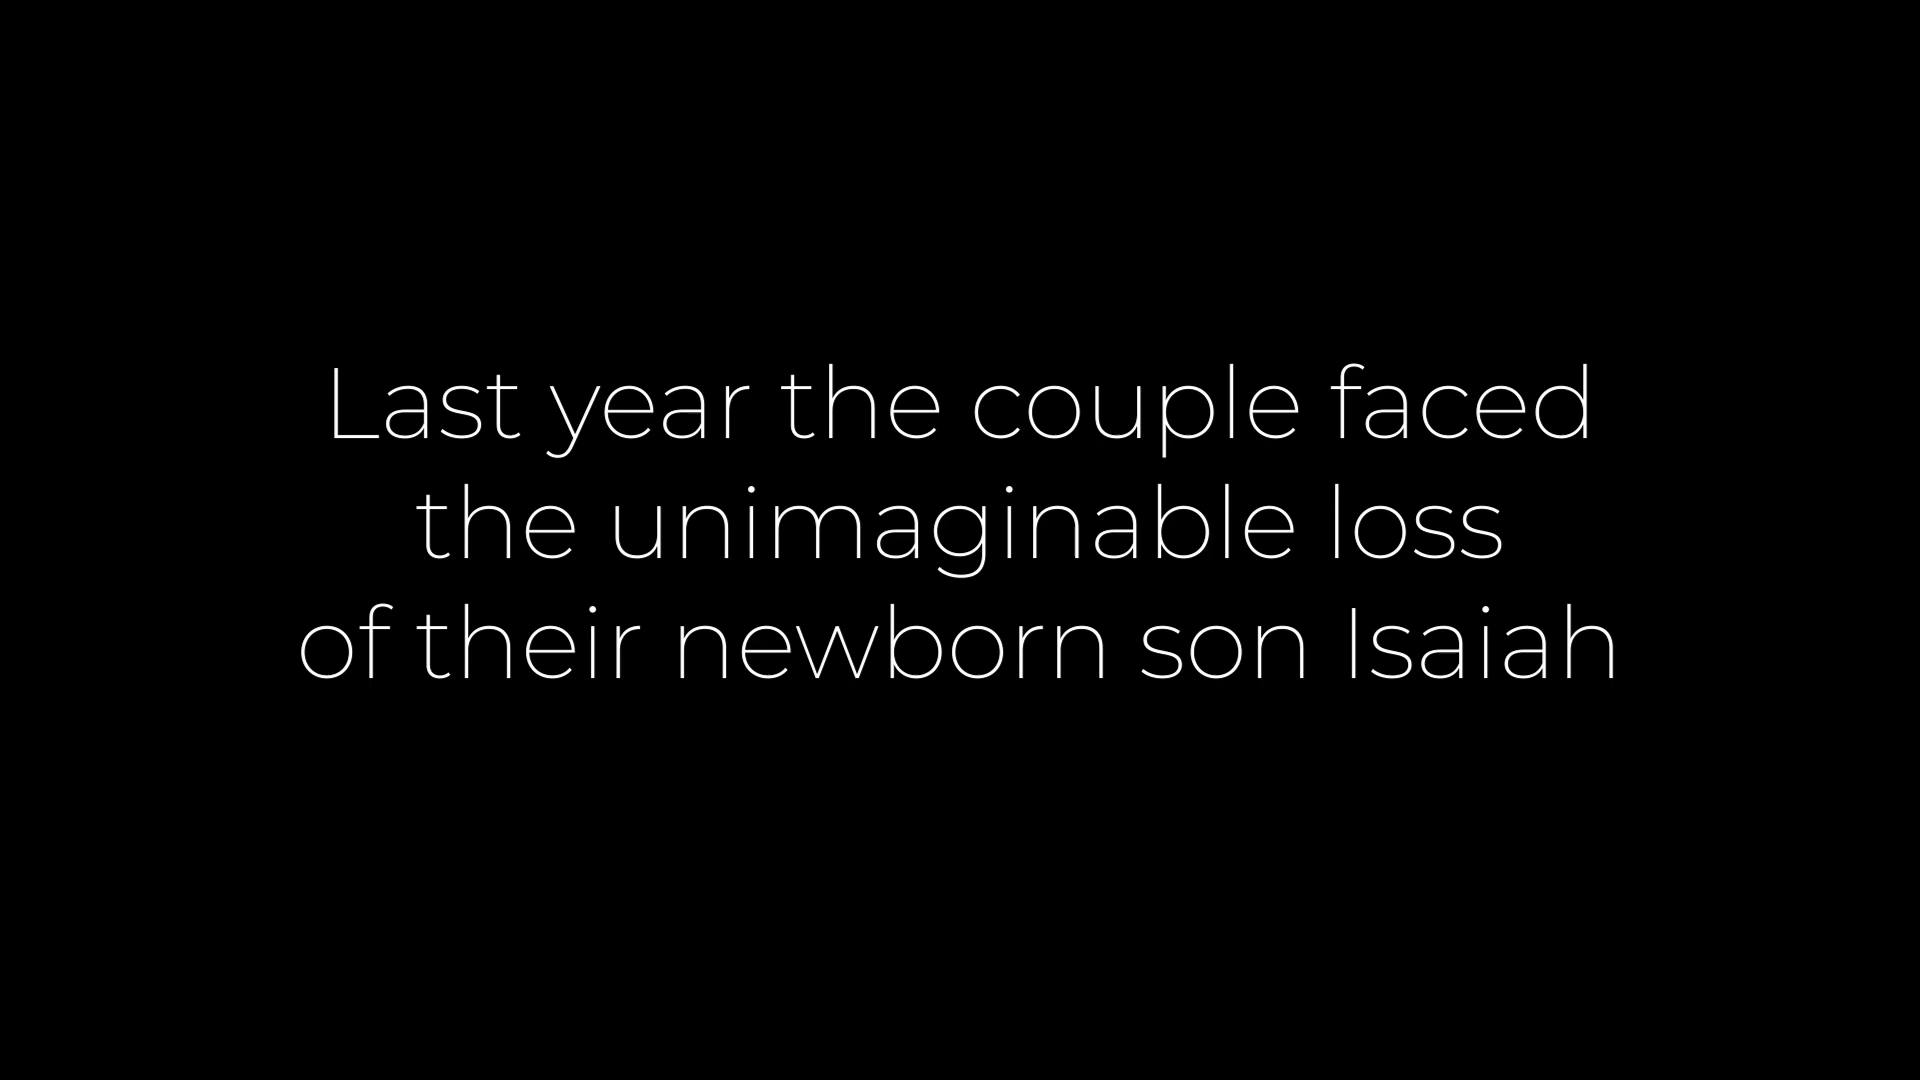 Last year the couple faced
the unimaginable loss
of their newborn son Isaiah